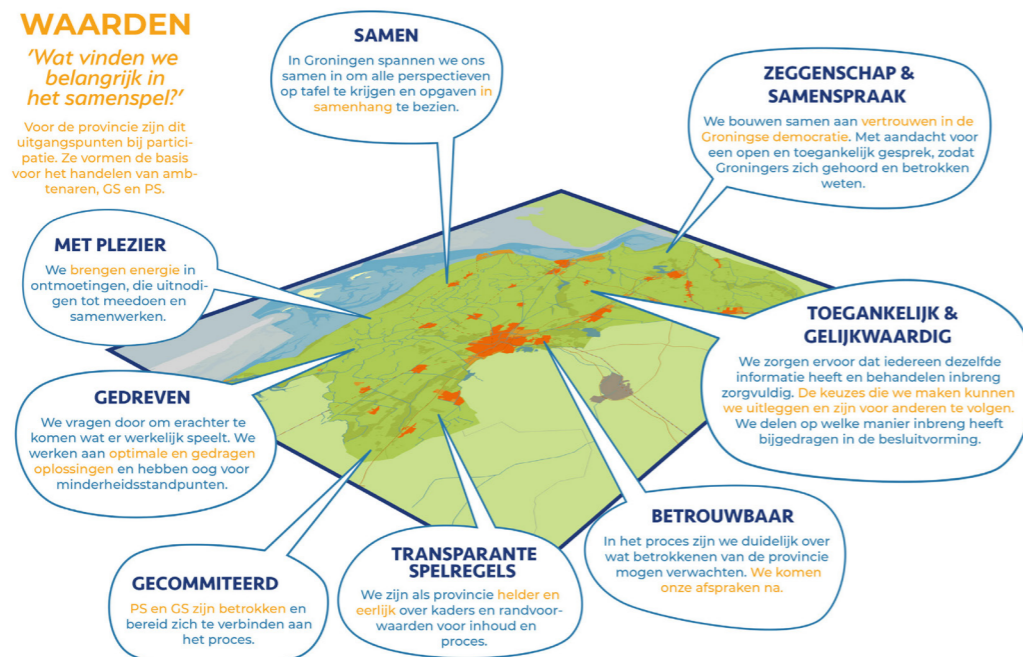 WAARDEN
'Wat vinden we
belangrijk in
het samenspel?'
Voor de provincie zijn dit
uitgangspunten bij partici-
patie. Ze vormen de basis
voor het handelen van amb-
tenaren, GS en PS.
SAMEN
In Groningen spannen we ons
samen in om alle perspectieven
op tafel te krijgen en opgaven in
samenhang te bezien.
ZEGGENSCHAP &
SAMENSPRAAK
We bouwen samen aan vertrouwen in de
Groningse democratie. Met aandacht voor
een open en toegankelijk gesprek, zodat
Groningers zich gehoord en betrokken
weten.
MET PLEZIER
We brengen energie in
ontmoetingen, die uitnodi-
gen tot meedoen en
samenwerken.
TOEGANKELIJK &
GELIJKWAARDIG
We zorgen ervoor dat iedereen dezelfde
informatie heeft en behandelen inbreng
zorgvuldig. De keuzes die we maken kunnen
we uitleggen en zijn voor anderen te volgen.
We delen op welke manier inbreng heeft
bijgedragen in de besluitvorming.
GEDREVEN
We vragen door om erachter te
komen wat er werkelijk speelt. We
werken aan optimale en gedragen
oplossingen en hebben oog voor
minderheidsstandpunten.
BETROUWBAAR
In het proces zijn we duidelijk over
wat betrokkenen van de provincie
mogen verwachten. We komen
onze afspraken na.
GECOMMITEERD
PS en GS zijn betrokken en
bereid zich te verbinden aan
het proces.
TRANSPARANTE
SPELREGELS
We zijn als provincie helder en
eerlijk over kaders en randvoor-
waarden voor inhoud en
proces.